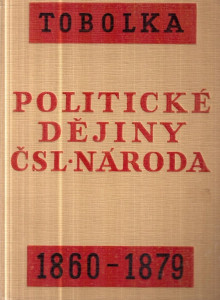 TOBOLKA
POLITICKÉ
DĚJINY
ČSL·NÁRODA
1860-1879